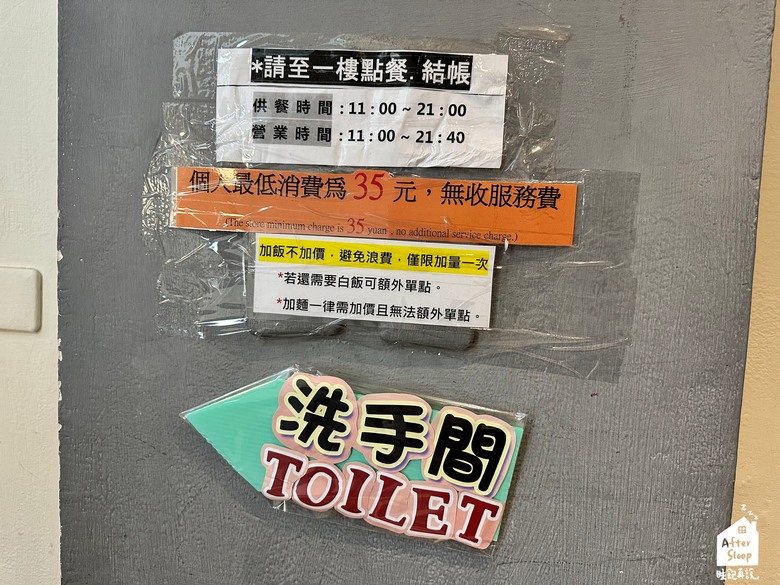 *請至一樓點餐.結帳
供餐時間：11:00 ~ 21:00
營業時間：11:00 ~ 21:40
個人最低消費為 35 元，無收服務費
(The store minimum charge is 35 yuan , no additional service charge.)
加飯不加價，避免浪費，僅限加量一次
*若還需要白飯可額外單點。
*加麵一律需加價且無法額外單點。
洗手間
TOILET
After
Sloop